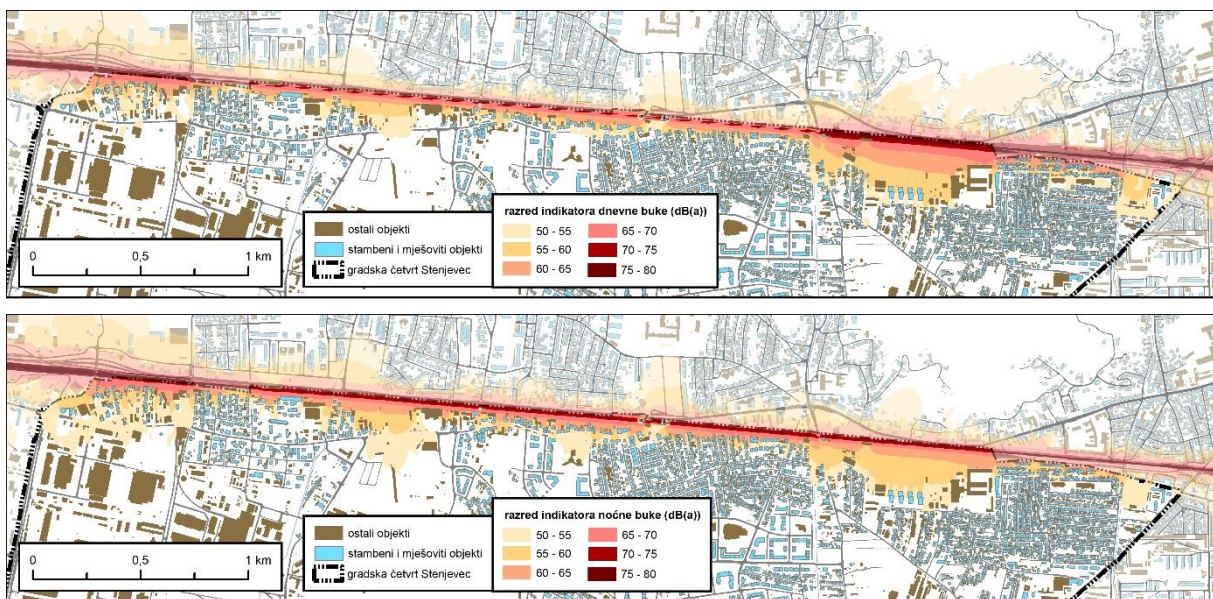 ostali objekti
stambeni i mješoviti objekti
gradska četvrt Stenjevec
razred indikatora dnevne buke (dB(a))
50 - 55 65 - 70
55 - 60 70 - 75
60 - 65 75 - 80
0 0,5 1 km
ostali objekti
stambeni i mješoviti objekti
gradska četvrt Stenjevec
razred indikatora noćne buke (dB(a))
50 - 55 65 - 70
55 - 60 70 - 75
60 - 65 75 - 80
0 0,5 1 km